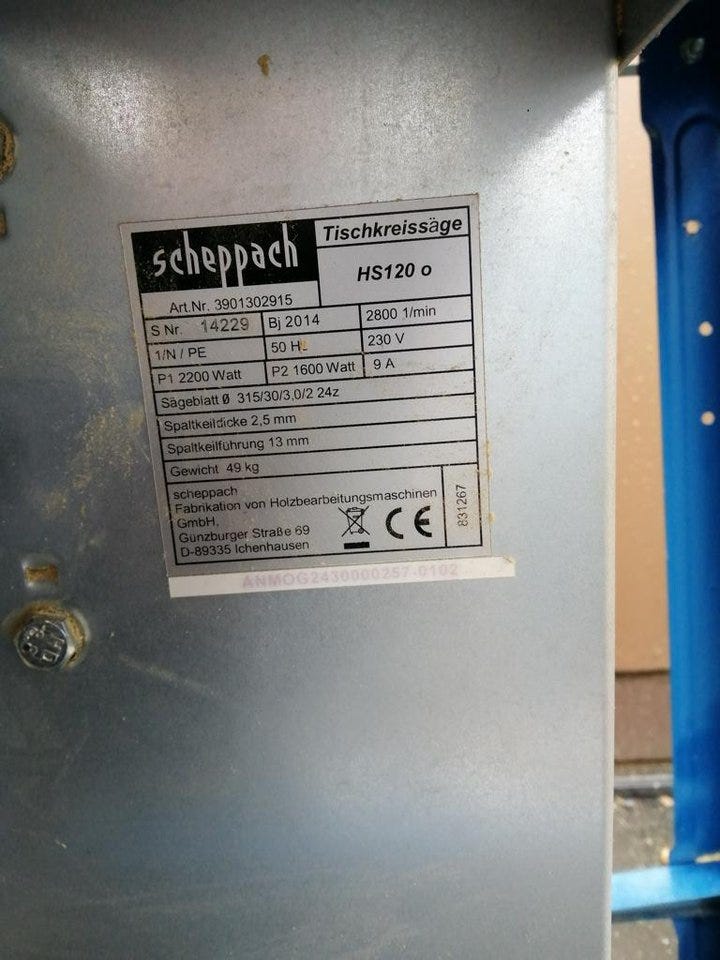 scheppach
Tischkreissäge
HS120 o
Art.Nr. 3901302915
S Nr. 14229 Bj 2014 2800 1/min
1/N / PE 50 Hz 230 V
P1 2200 Watt P2 1600 Watt 9 A
Sägeblatt Ø 315/30/3,0/2 24z
Spaltkeildicke 2,5 mm
Spaltkeilführung 13 mm
Gewicht 49 kg
scheppach
Fabrikation von Holzbearbeitungsmaschinen
GmbH,
Günzburger Straße 69
D-89335 Ichenhausen
CE
831267
ANMOG2430000257-0102